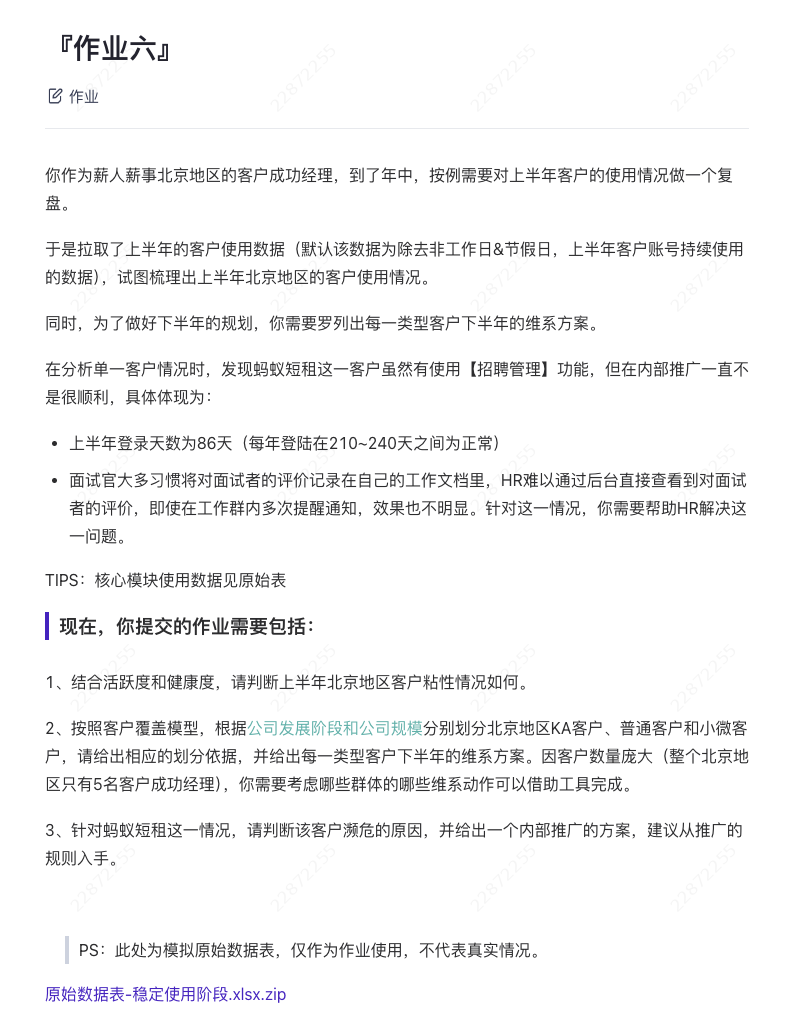 『作业六』
作业
你作为薪人薪事北京地区的客户成功经理，到了年中，按例需要对上半年客户的使用情况做一个复
盘。
于是拉取了上半年的客户使用数据（默认该数据为除去非工作日&节假日，上半年客户账号持续使用
的数据），试图梳理出上半年北京地区的客户使用情况。
同时，为了做好下半年的规划，你需要罗列出每一类型客户下半年的维系方案。
在分析单一客户情况时，发现蚂蚁短租这一客户虽然有使用【招聘管理】功能，但在内部推广一直不
是很顺利，具体体现为：
• 上半年登录天数为86天（每年登陆在210~240天之间为正常）
• 面试官大多习惯将对面试者的评价记录在自己的工作文档里，HR难以通过后台直接查看到对面试
者的评价，即使在工作群内多次提醒通知，效果也不明显。针对这一情况，你需要帮助HR解决这
一问题。
TIPS：核心模块使用数据见原始表
现在，你提交的作业需要包括：
1、结合活跃度和健康度，请判断上半年北京地区客户粘性情况如何。
2、按照客户覆盖模型，根据公司发展阶段和公司规模分别划分北京地区KA客户、普通客户和小微客
户，请给出相应的划分依据，并给出每一类型客户下半年的维系方案。因客户数量庞大（整个北京地
区只有5名客户成功经理），你需要考虑哪些群体的哪些维系动作可以借助工具完成。
3、针对蚂蚁短租这一情况，请判断该客户濒危的原因，并给出一个内部推广的方案，建议从推广的
规则入手。
PS：此处为模拟原始数据表，仅作为作业使用，不代表真实情况。
原始数据表-稳定使用阶段.xlsx.zip
22872255